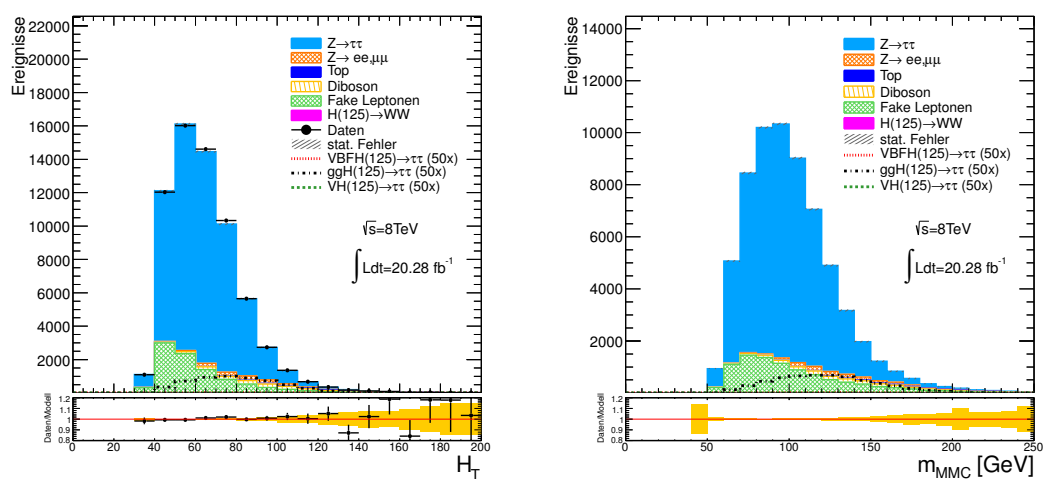 Ereignisse
22000
20000
18000
16000
14000
12000
10000
8000
6000
4000
2000
Z→ττ
Z→ ee,μμ
Top
Diboson
Fake Leptonen
H(125)→WW
Daten
stat. Fehler
VBFH(125)→ττ (50x)
ggH(125)→ττ (50x)
VH(125)→ττ (50x)
√s=8TeV
∫ Ldt=20.28 fb⁻¹
Daten/Modell
1.2
1.1
1
0.9
0.8
0 20 40 60 80 100 120 140 160 180 200
H_T
Ereignisse
14000
12000
10000
8000
6000
4000
2000
Z→ττ
Z→ ee,μμ
Top
Diboson
Fake Leptonen
H(125)→WW
stat. Fehler
VBFH(125)→ττ (50x)
ggH(125)→ττ (50x)
VH(125)→ττ (50x)
√s=8TeV
∫ Ldt=20.28 fb⁻¹
Daten/Modell
1.2
1.1
1
0.9
0.8
0 50 100 150 200 250
m_MMC [GeV]